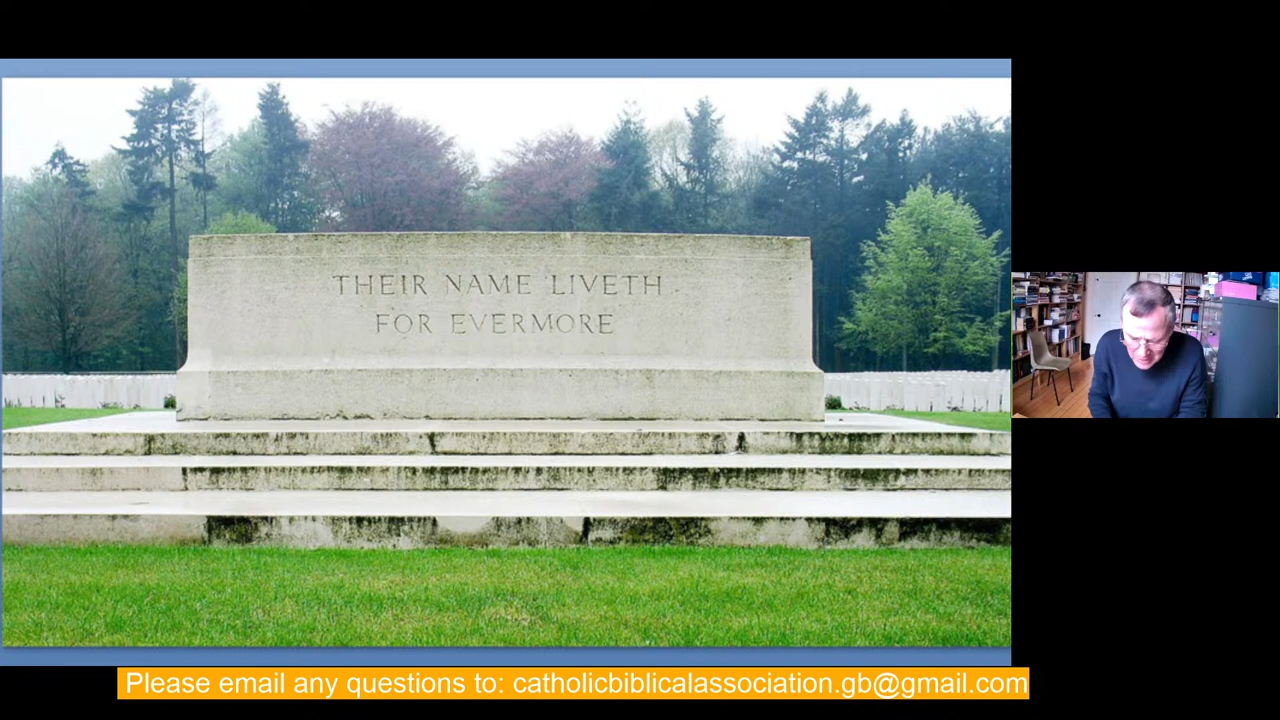 THEIR NAME LIVETH
FOR EVERMORE
Please email any questions to: catholicbiblicalassociation.gb@gmail.com